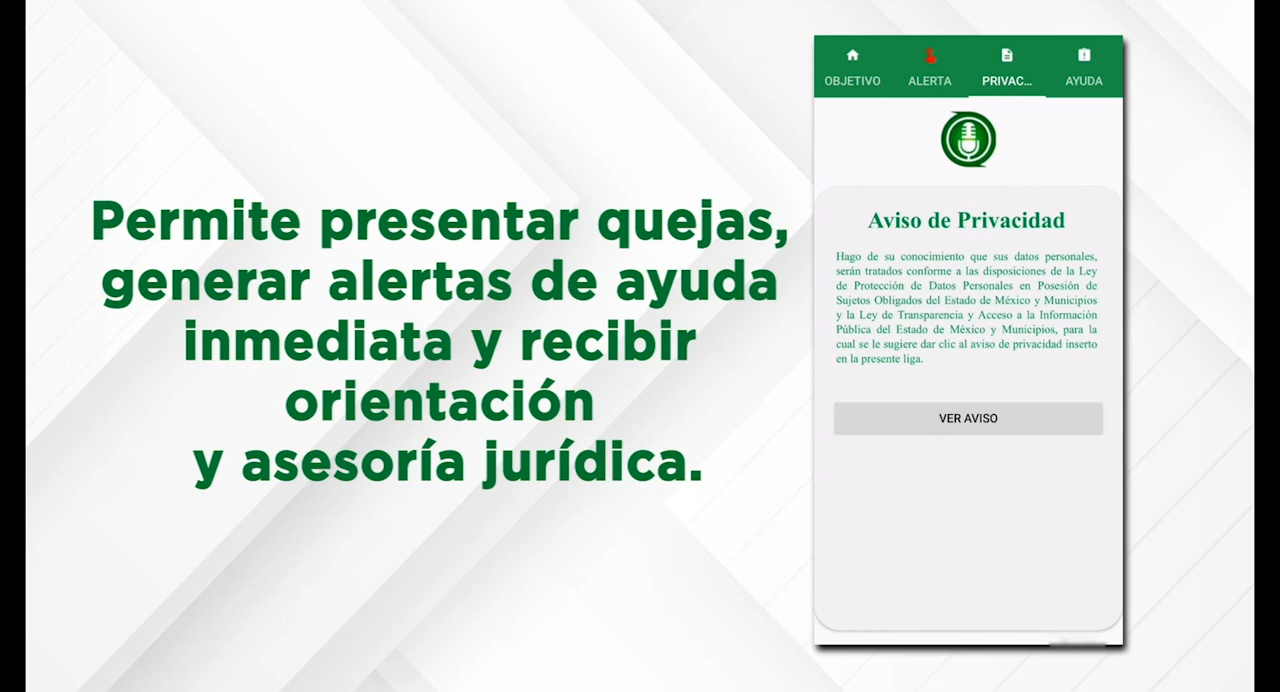 Permite presentar quejas,
generar alertas de ayuda
inmediata y recibir
orientación
y asesoría jurídica.
OBJETIVO
ALERTA
PRIVAC...
AYUDA
Aviso de Privacidad
Hago de su conocimiento que sus datos personales,
serán tratados conforme a las disposiciones de la Ley
de Protección de Datos Personales en Posesión de
Sujetos Obligados del Estado de México y Municipios
y la Ley de Transparencia y Acceso a la Información
Pública del Estado de México y Municipios, para la
cual se le sugiere dar clic al aviso de privacidad inserto
en la presente liga.
VER AVISO